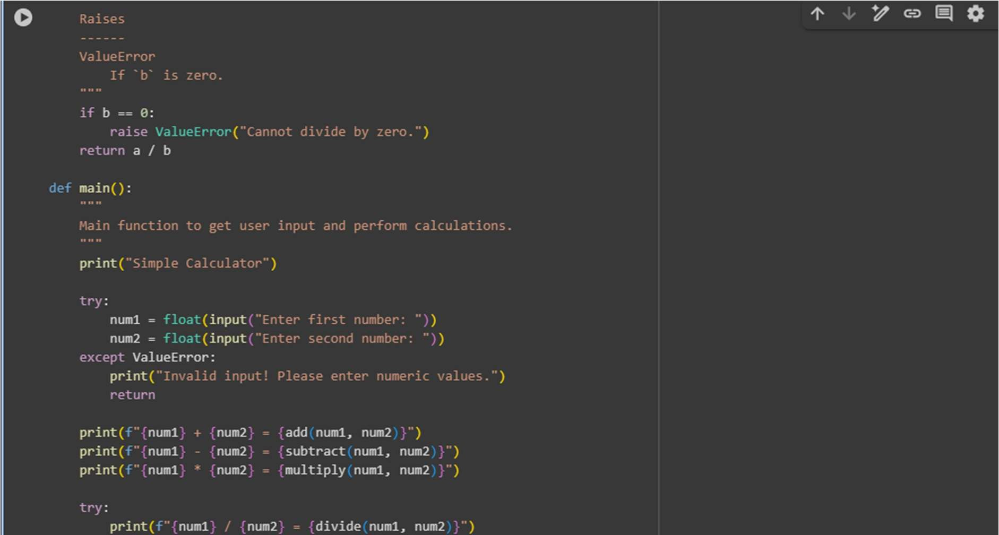 Raises
    ------
    ValueError
        If `b` is zero.
    """
    if b == 0:
        raise ValueError("Cannot divide by zero.")
    return a / b

def main():
    """
    Main function to get user input and perform calculations.
    """
    print("Simple Calculator")

    try:
        num1 = float(input("Enter first number: "))
        num2 = float(input("Enter second number: "))
    except ValueError:
        print("Invalid input! Please enter numeric values.")
        return

    print(f"{num1} + {num2} = {add(num1, num2)}")
    print(f"{num1} - {num2} = {subtract(num1, num2)}")
    print(f"{num1} * {num2} = {multiply(num1, num2)}")

    try:
        print(f"{num1} / {num2} = {divide(num1, num2)}")